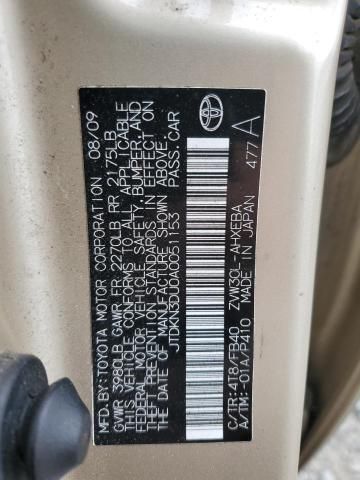 MFD. BY: TOYOTA MOTOR CORPORATION 08/09
GVWR 3980LB GAWR FR 2270LB RR 2175LB
THIS VEHICLE CONFORMS TO ALL APPLICABLE
FEDERAL MOTOR VEHICLE SAFETY, BUMPER, AND
THEFT PREVENTION STANDARDS IN EFFECT ON
THE DATE OF MANUFACTURE SHOWN ABOVE.
JTDKN3DU0A0051153 PASS.CAR
C/TR:4T8/FB40 ZVW30L-AHXEBA
A/TM:-01A/P410 MADE IN JAPAN
477 A
TOYOTA